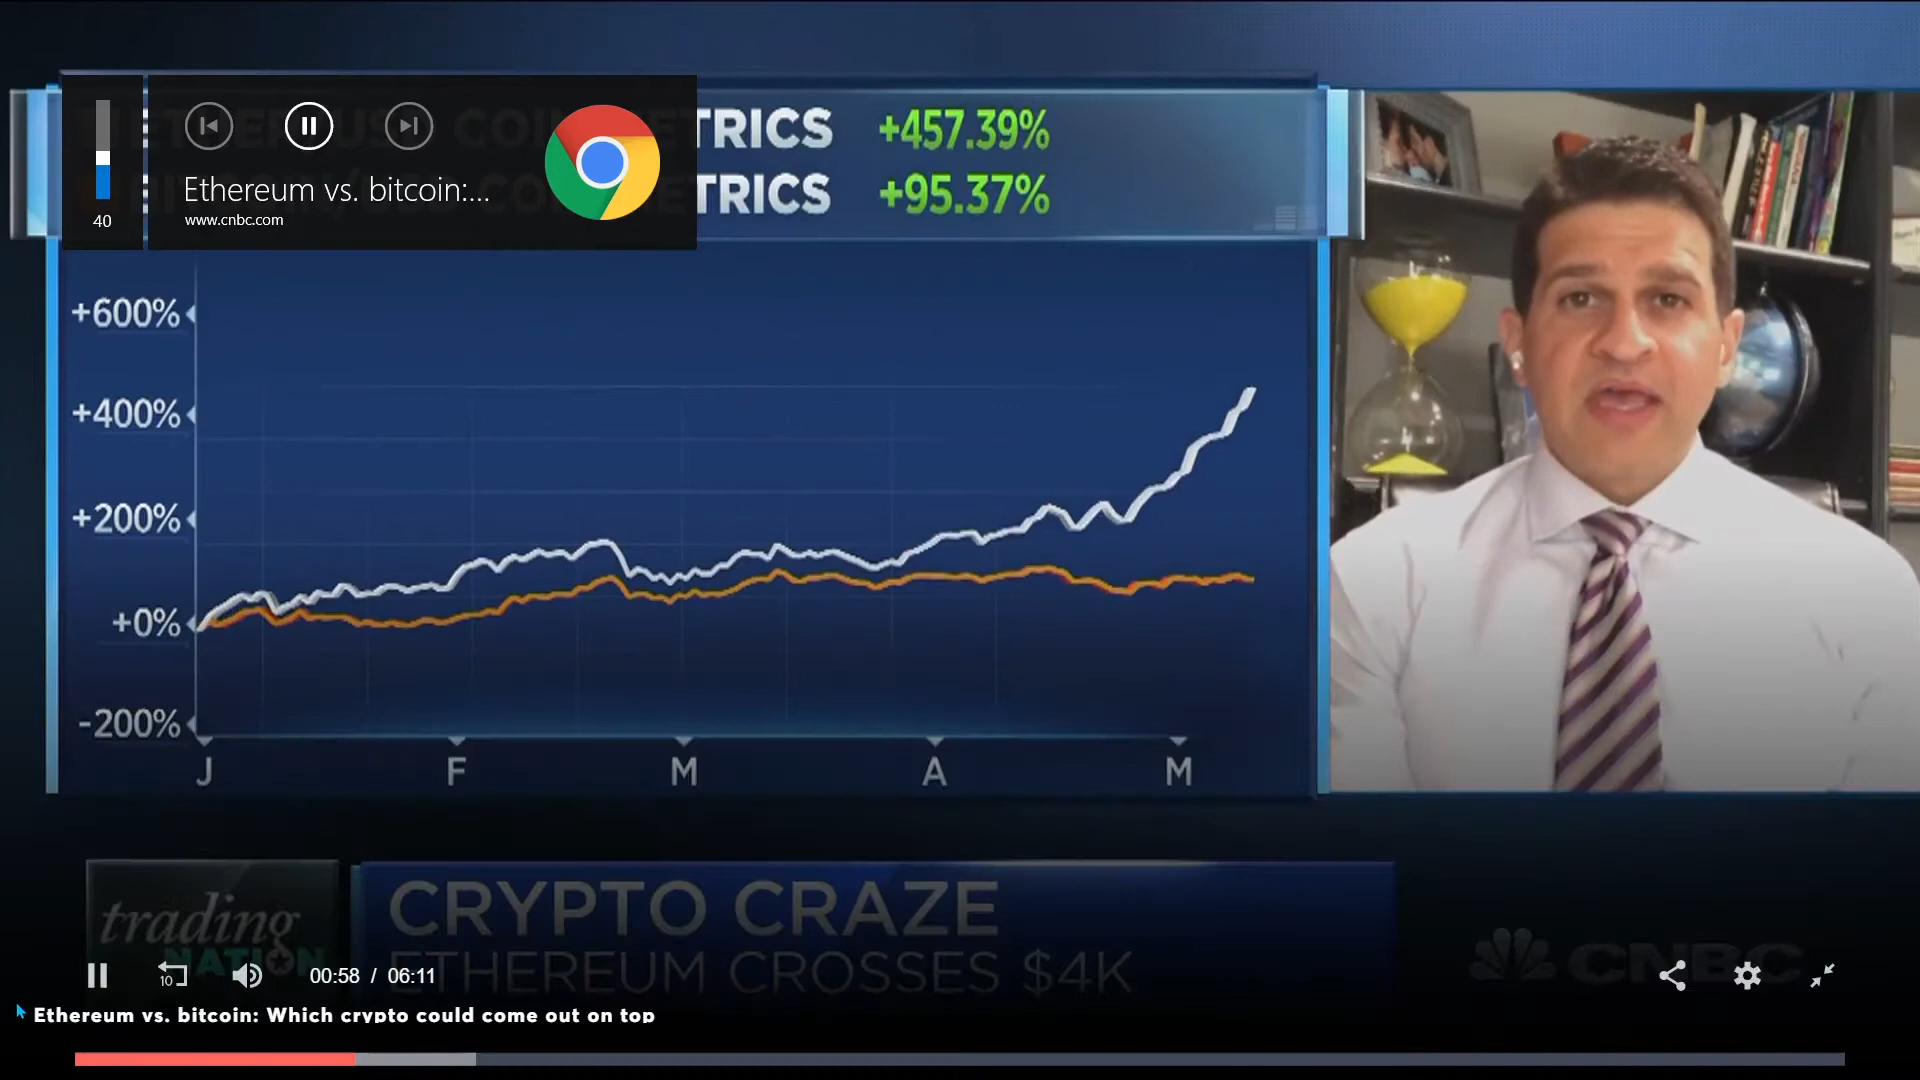 TRICS +457.39%
TRICS +95.37%
40
Ethereum vs. bitcoin:...
www.cnbc.com
+600%
+400%
+200%
+0%
-200%
J F M A M
trading
NATION
CRYPTO CRAZE
ETHEREUM CROSSES $4K
CNBC
10
00:58 / 06:11
Ethereum vs. bitcoin: Which crypto could come out on top